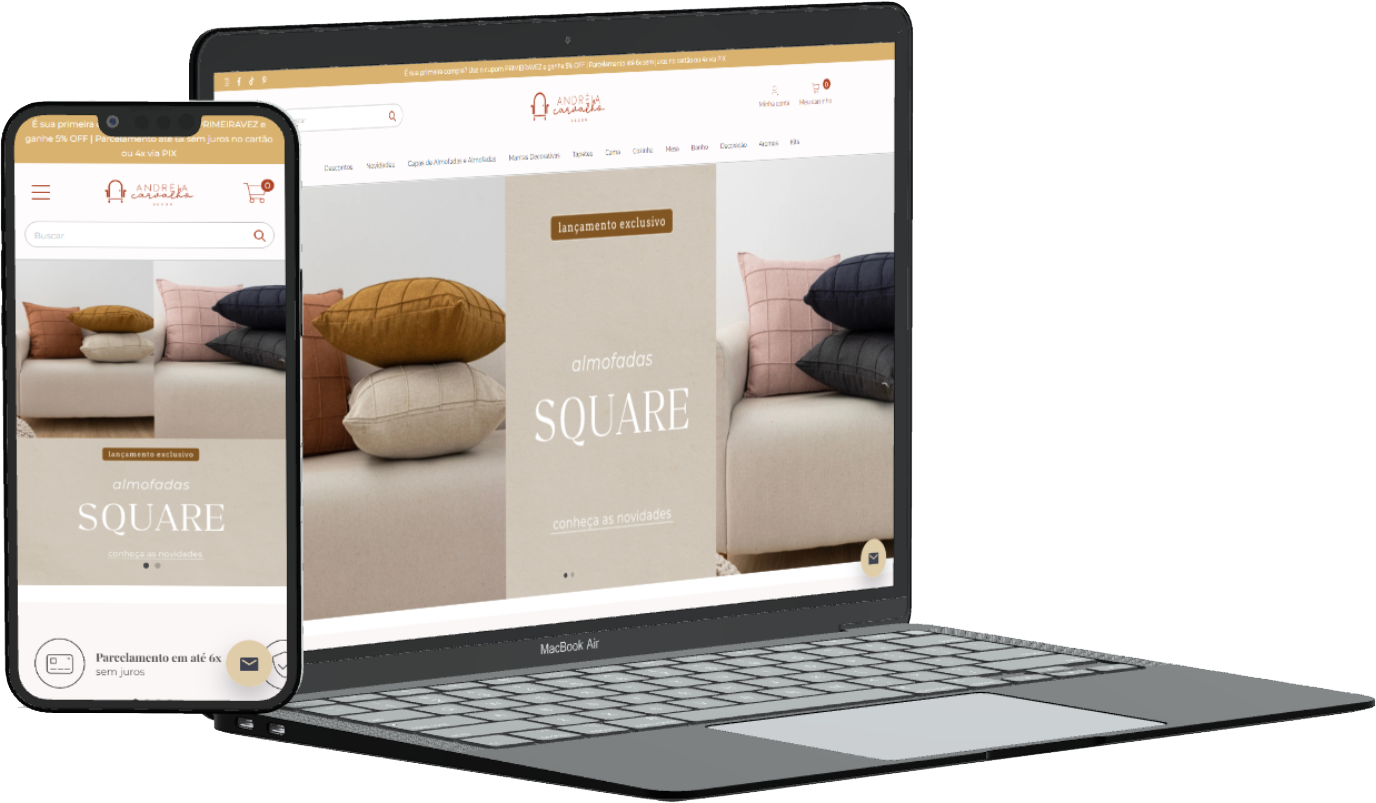 É sua primeira compra? Use o cupom PRIMEIRAVEZ e ganhe 5% OFF | Parcelamento até 6x sem juros no cartão ou 4x via PIX
ANDRÉIA
carvalho
DECOR
Minha conta
Meu carrinho
0
Descontos
Novidades
Capas de Almofadas e Almofadas
Mantas Decorativas
Tapetes
Cama
Cozinha
Mesa
Banho
Decoração
Aromas
Kits
lançamento exclusivo
almofadas
SQUARE
conheça as novidades
MacBook Air
É sua primeira
PRIMEIRAVEZ e
ganhe 5% OFF | Parcelamento até 6x sem juros no cartão
ou 4x via PIX
ANDRÉIA
carvalho
DECOR
0
Buscar
lançamento exclusivo
almofadas
SQUARE
conheça as novidades
Parcelamento em até 6x
sem juros